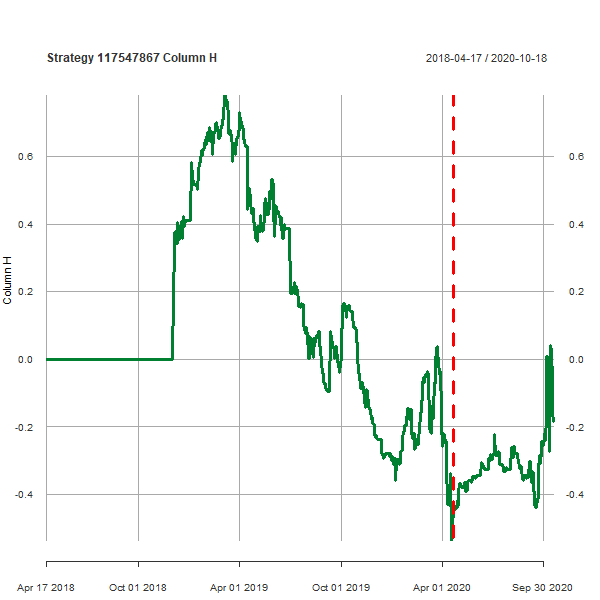 Strategy 117547867 Column H
2018-04-17 / 2020-10-18
Column H
0.6
0.4
0.2
0.0
-0.2
-0.4
0.6
0.4
0.2
0.0
-0.2
-0.4
Apr 17 2018
Oct 01 2018
Apr 01 2019
Oct 01 2019
Apr 01 2020
Sep 30 2020